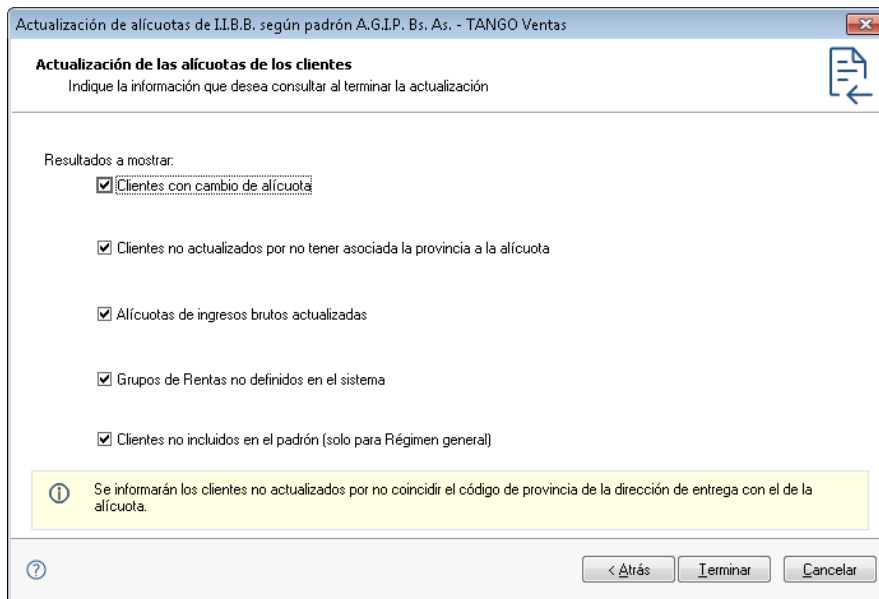 Actualización de alícuotas de I.I.B.B. según padrón A.G.I.P. Bs. As. - TANGO Ventas
Actualización de las alícuotas de los clientes
Indique la información que desea consultar al terminar la actualización
Resultados a mostrar:
Clientes con cambio de alícuota
Clientes no actualizados por no tener asociada la provincia a la alícuota
Alícuotas de ingresos brutos actualizadas
Grupos de Rentas no definidos en el sistema
Clientes no incluidos en el padrón (solo para Régimen general)
Se informarán los clientes no actualizados por no coincidir el código de provincia de la dirección de entrega con el de la
alícuota.
< Atrás Terminar Cancelar